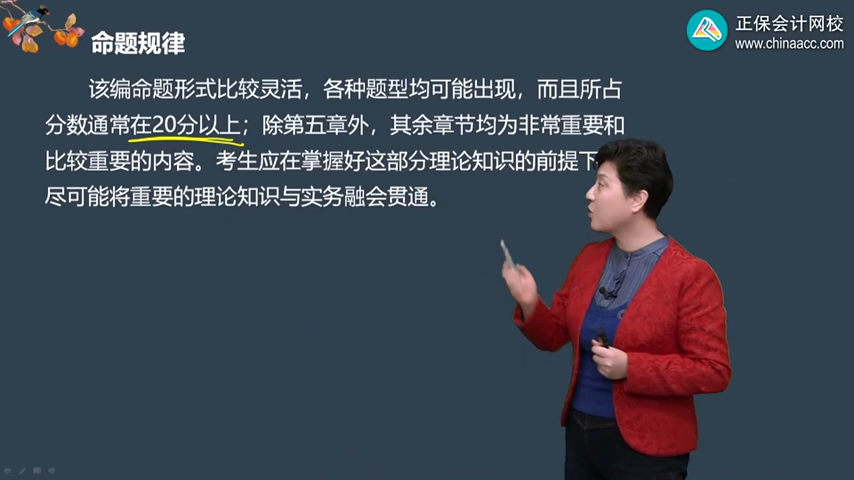 正保会计网校
www.chinaacc.com
命题规律
该编命题形式比较灵活，各种题型均可能出现，而且所占
分数通常在20分以上；除第五章外，其余章节均为非常重要和
比较重要的内容。考生应在掌握好这部分理论知识的前提下
尽可能将重要的理论知识与实务融会贯通。